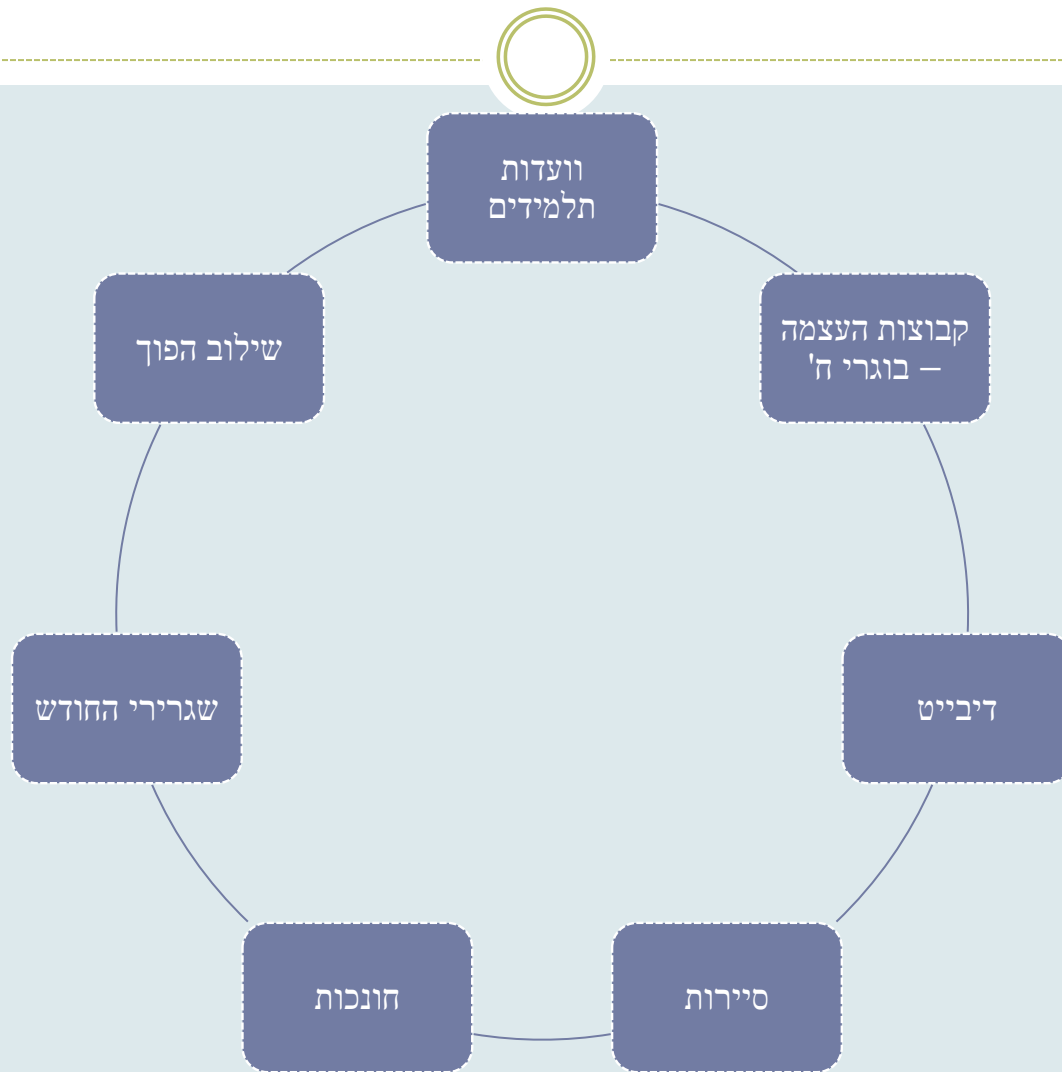 וועדות
תלמידים
קבוצות העצמה
– בוגרי ח'
שילוב הפוך
דיבייט
שגרירי החודש
סיירות
חונכות